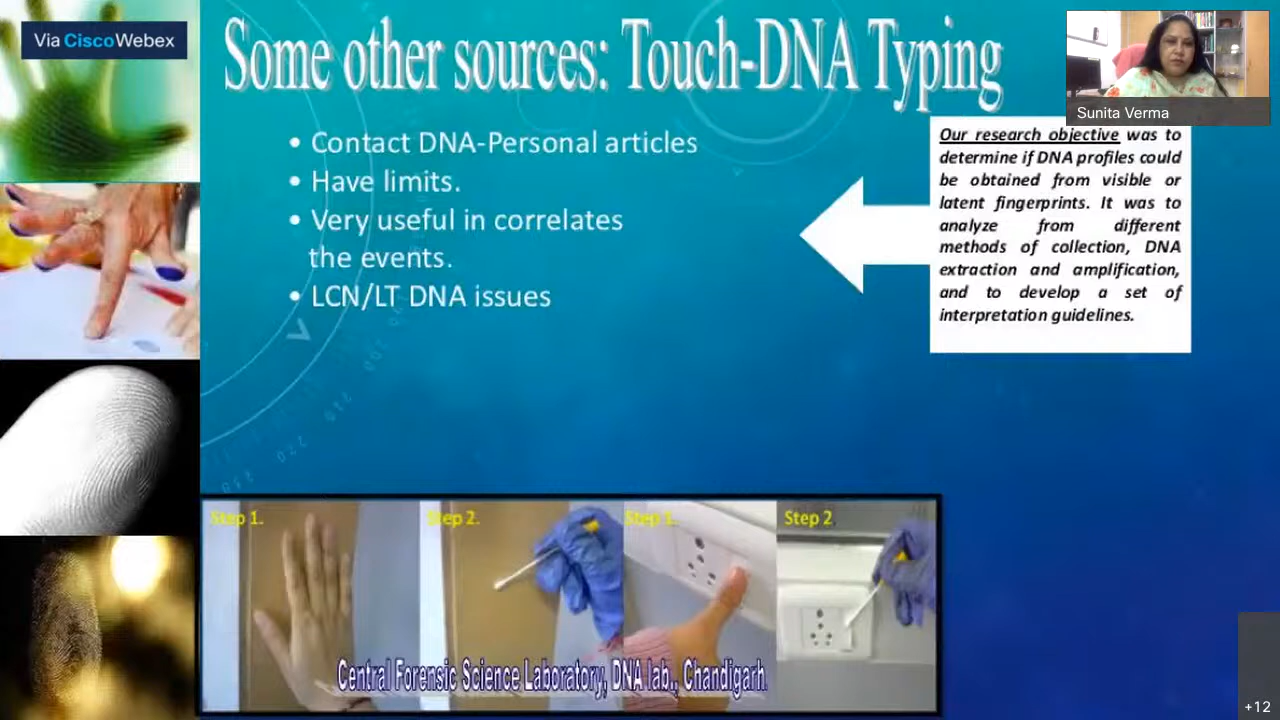 Via CiscoWebex
Some other sources: Touch-DNA Typing
Sunita Verma
• Contact DNA-Personal articles
• Have limits.
• Very useful in correlates
the events.
• LCN/LT DNA issues
Our research objective was to
determine if DNA profiles could
be obtained from visible or
latent fingerprints. It was to
analyze from different
methods of collection, DNA
extraction and amplification,
and to develop a set of
interpretation guidelines.
Step 1.
Step 2.
Step 1.
Step 2
Central Forensic Science Laboratory, DNA lab., Chandigarh
+12